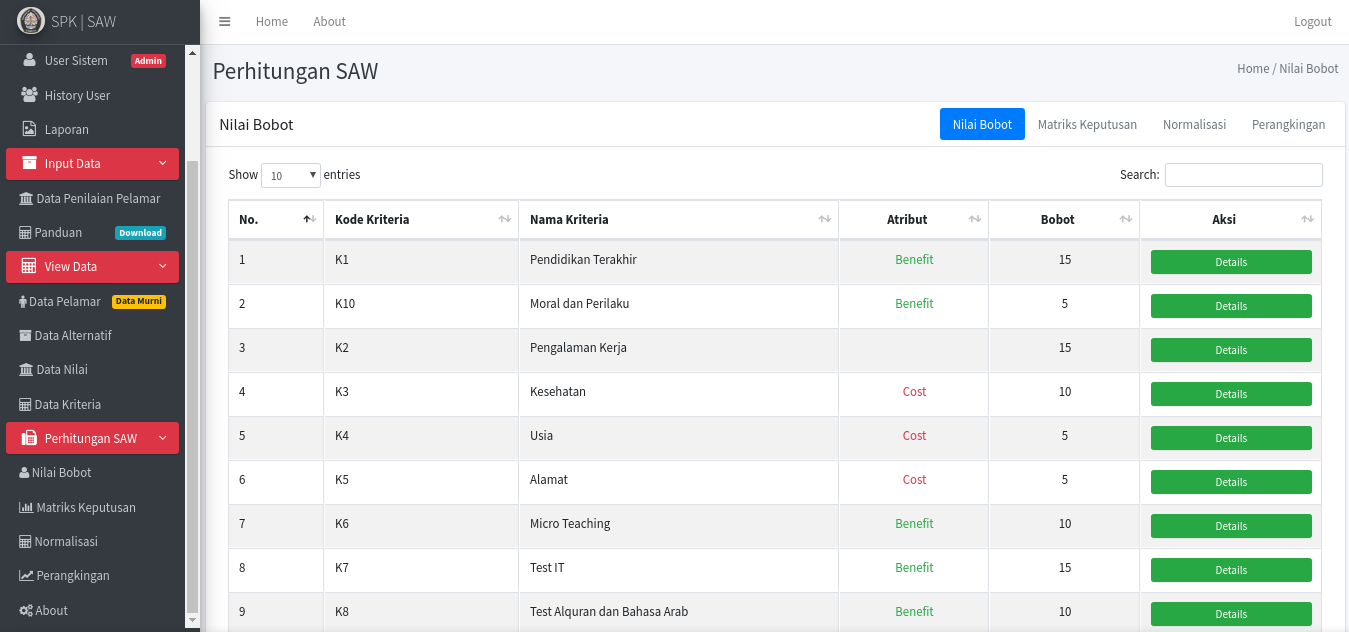 SPK | SAW
Home About Logout
User Sistem Admin
History User
Laporan
Input Data
Data Penilaian Pelamar
Panduan Download
View Data
Data Pelamar Data Murni
Data Alternatif
Data Nilai
Data Kriteria
Perhitungan SAW
Nilai Bobot
Matriks Keputusan
Normalisasi
Perangkingan
About
Perhitungan SAW Home / Nilai Bobot
Nilai Bobot Nilai Bobot Matriks Keputusan Normalisasi Perangkingan
Show 10 entries Search:
No. Kode Kriteria Nama Kriteria Atribut Bobot Aksi
1 K1 Pendidikan Terakhir Benefit 15 Details
2 K10 Moral dan Perilaku Benefit 5 Details
3 K2 Pengalaman Kerja 15 Details
4 K3 Kesehatan Cost 10 Details
5 K4 Usia Cost 5 Details
6 K5 Alamat Cost 5 Details
7 K6 Micro Teaching Benefit 10 Details
8 K7 Test IT Benefit 15 Details
9 K8 Test Alquran dan Bahasa Arab Benefit 10 Details